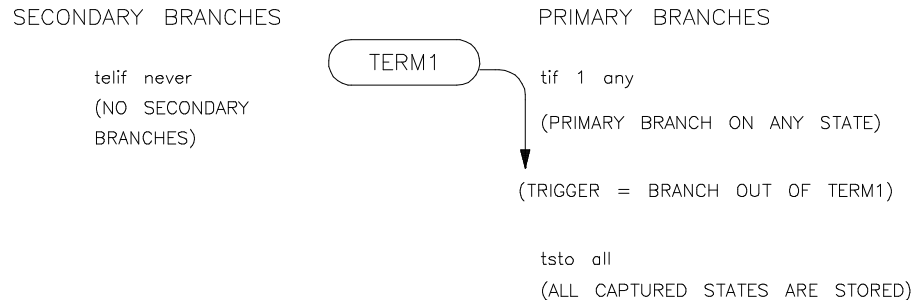 SECONDARY BRANCHES
PRIMARY BRANCHES
TERM1
telif never
(NO SECONDARY
BRANCHES)
tif 1 any
(PRIMARY BRANCH ON ANY STATE)
(TRIGGER = BRANCH OUT OF TERM1)
tsto all
(ALL CAPTURED STATES ARE STORED)